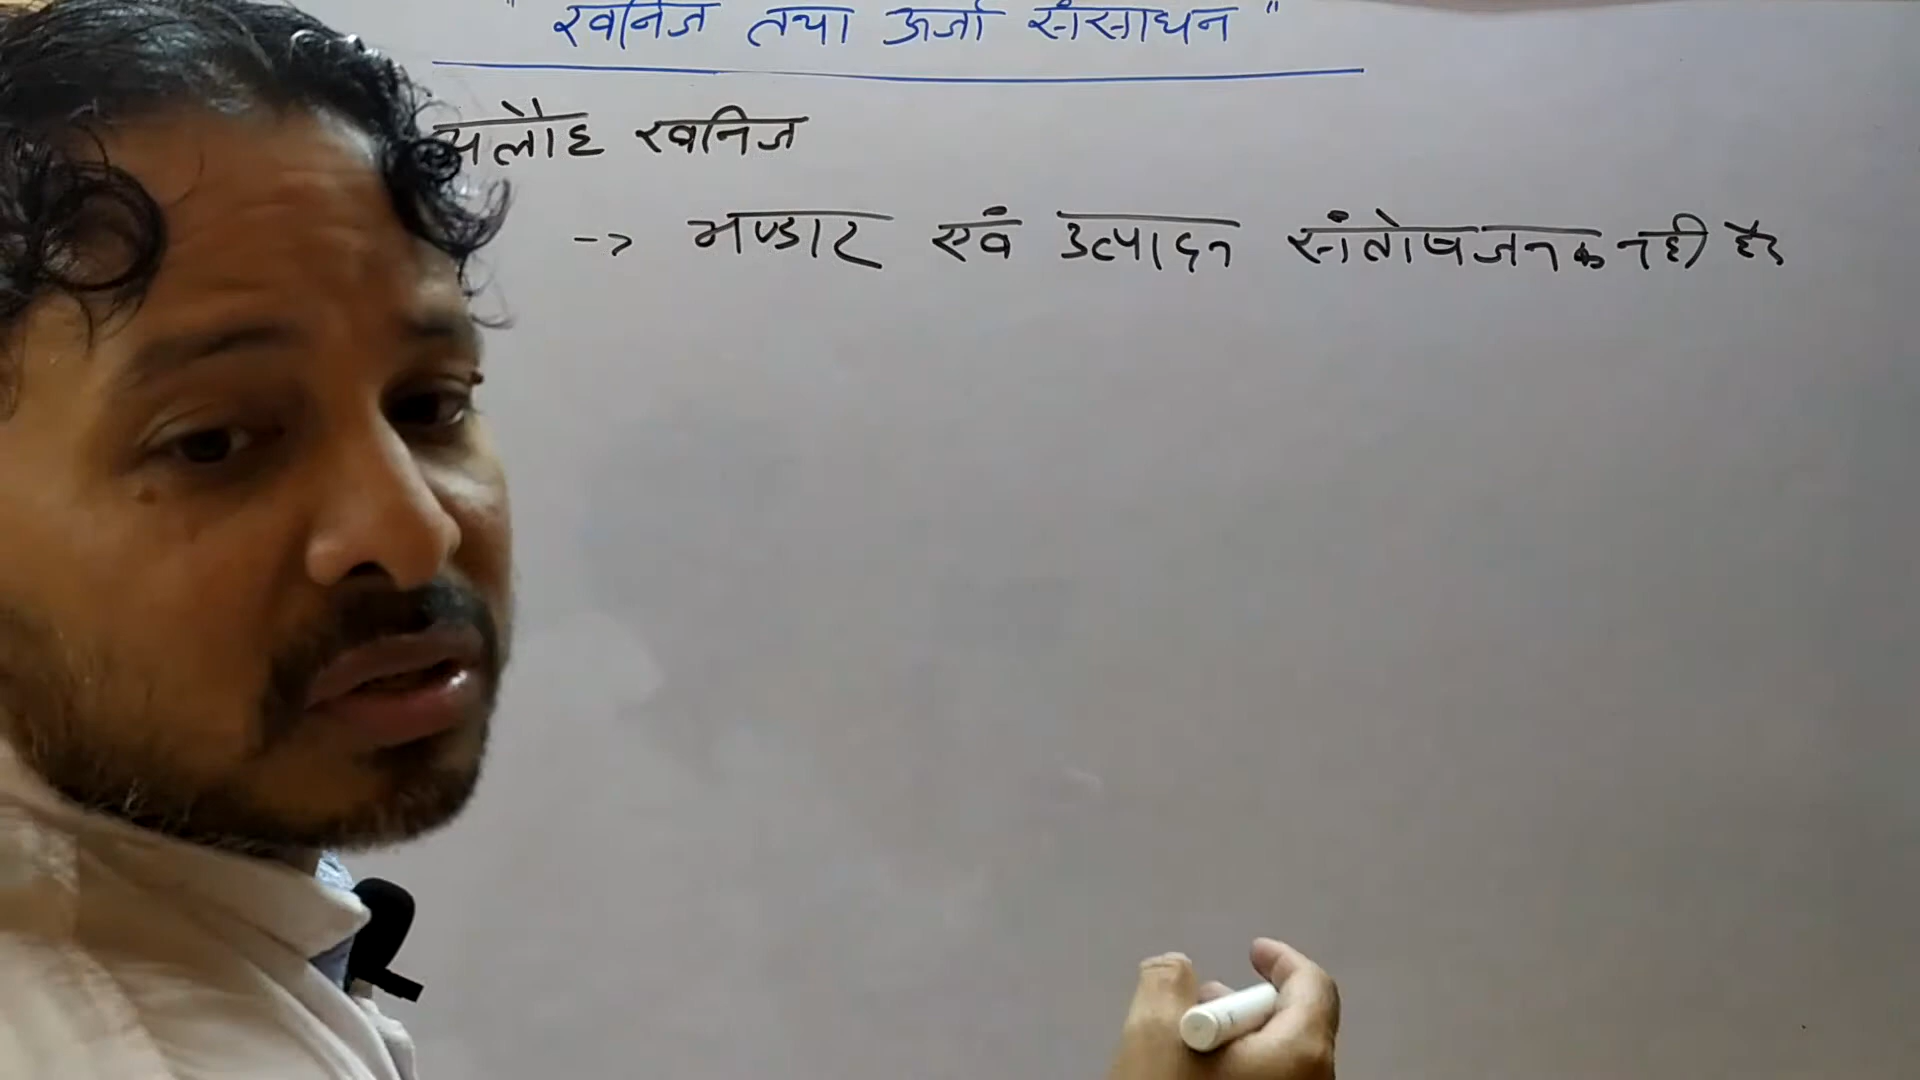 " खनिज तथा ऊर्जा संसाधन "
अलौह खनिज
-> भण्डार एवं उत्पादन संतोषजनक नही है